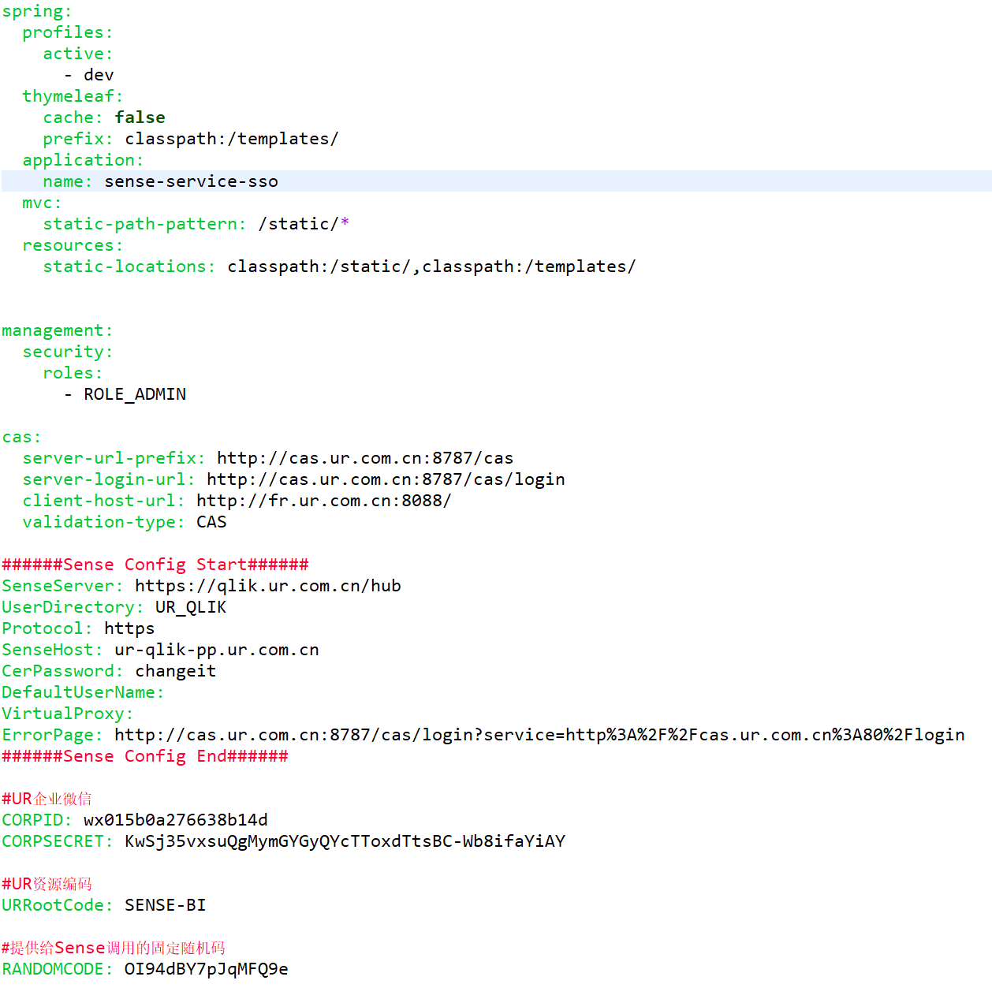 spring:
  profiles:
    active:
      - dev
  thymeleaf:
    cache: false
    prefix: classpath:/templates/
  application:
    name: sense-service-sso
  mvc:
    static-path-pattern: /static/*
  resources:
    static-locations: classpath:/static/,classpath:/templates/
management:
  security:
    roles:
      - ROLE_ADMIN
cas:
  server-url-prefix: http://cas.ur.com.cn:8787/cas
  server-login-url: http://cas.ur.com.cn:8787/cas/login
  client-host-url: http://fr.ur.com.cn:8088/
  validation-type: CAS
######Sense Config Start######
SenseServer: https://qlik.ur.com.cn/hub
UserDirectory: UR_QLIK
Protocol: https
SenseHost: ur-qlik-pp.ur.com.cn
CerPassword: changeit
DefaultUserName:
VirtualProxy:
ErrorPage: http://cas.ur.com.cn:8787/cas/login?service=http%3A%2F%2Fcas.ur.com.cn%3A80%2Flogin
######Sense Config End######
#UR企业微信
CORPID: wx015b0a276638b14d
CORPSECRET: KwSj35vxsuQgMymGYGyQYcTToxdTtsBC-Wb8ifaYiAY
#UR资源编码
URRootCode: SENSE-BI
#提供给Sense调用的固定随机码
RANDOMCODE: OI94dBY7pJqMFQ9e